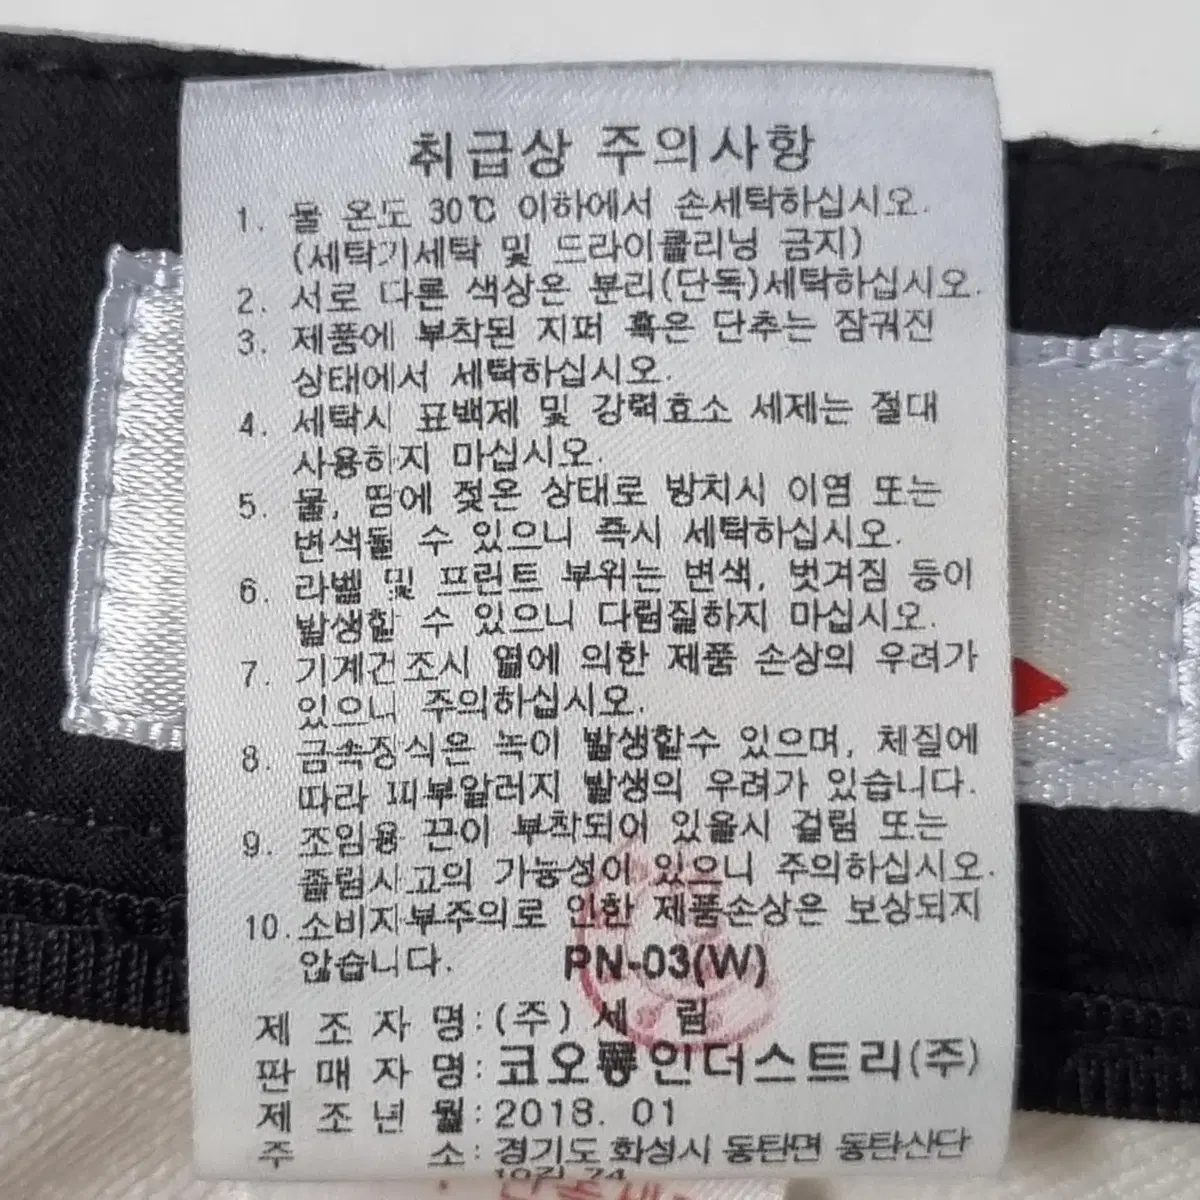 취급상 주의사항
1. 물 온도 30℃ 이하에서 손세탁하십시오.
(세탁기세탁 및 드라이클리닝 금지)
2. 서로 다른 색상은 분리(단독)세탁하십시오.
3. 제품에 부착된 지퍼 혹은 단추는 잠궈진
상태에서 세탁하십시오.
4. 세탁시 표백제 및 강력효소 세제는 절대
사용하지 마십시오.
5. 물, 땀에 젖은 상태로 방치시 이염 또는
변색될 수 있으니 즉시 세탁하십시오.
6. 라벨 및 프린트 부위는 변색, 벗겨짐 등이
발생할 수 있으니 다림질하지 마십시오.
7. 기계건조시 열에 의한 제품 손상의 우려가
있으니 주의하십시오.
8. 금속장식은 녹이 발생할수 있으며, 체질에
따라 피부알러지 발생의 우려가 있습니다.
9. 조임용 끈이 부착되어 있을시 걸림 또는
졸림사고의 가능성이 있으니 주의하십시오.
10. 소비자부주의로 인한 제품손상은 보상되지
않습니다. PN-03(W)
제 조 자 명 : (주) 세 림
판 매 자 명 : 코오롱인더스트리(주)
제 조 년 월 : 2018. 01
주 소 : 경기도 화성시 동탄면 동탄산단